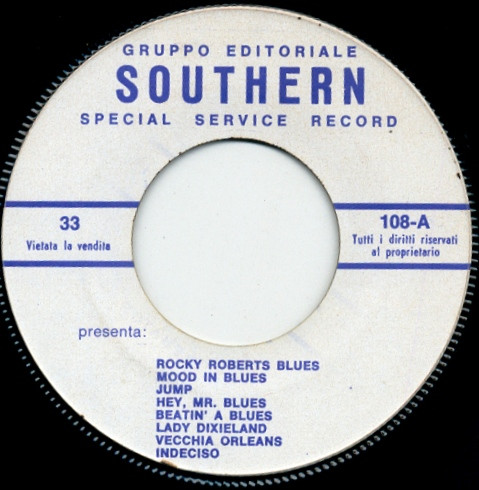 GRUPPO EDITORIALE
SOUTHERN
SPECIAL SERVICE RECORD
33
Vietata la vendita
108-A
Tutti i diritti riservati
al proprietario
presenta:
ROCKY ROBERTS BLUES
MOOD IN BLUES
JUMP
HEY, MR. BLUES
BEATIN' A BLUES
LADY DIXIELAND
VECCHIA ORLEANS
INDECISO